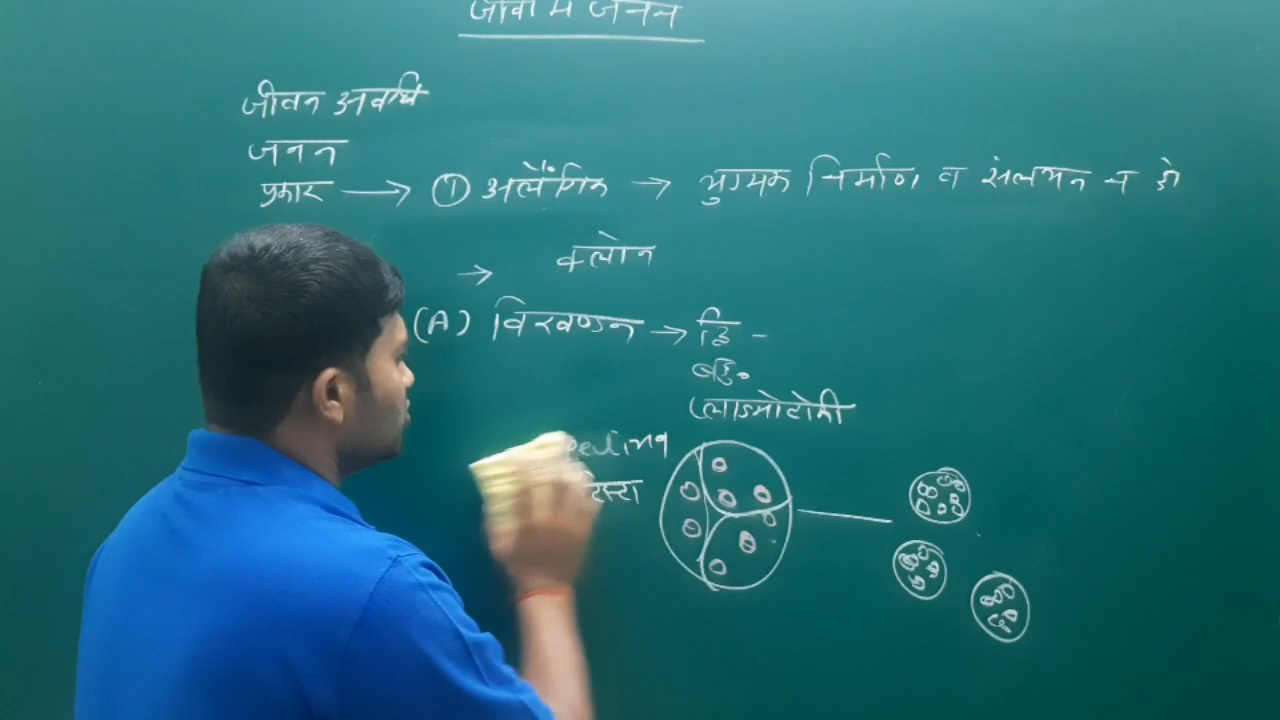 जीवों में जनन
जीवन अवधि
जनन
प्रकार → ① अलैंगिक → युग्मक निर्माण व संलयन न हो
→ क्लोन
(A) विखण्डन → द्वि -
बहु०
प्लाज्मोटोमी